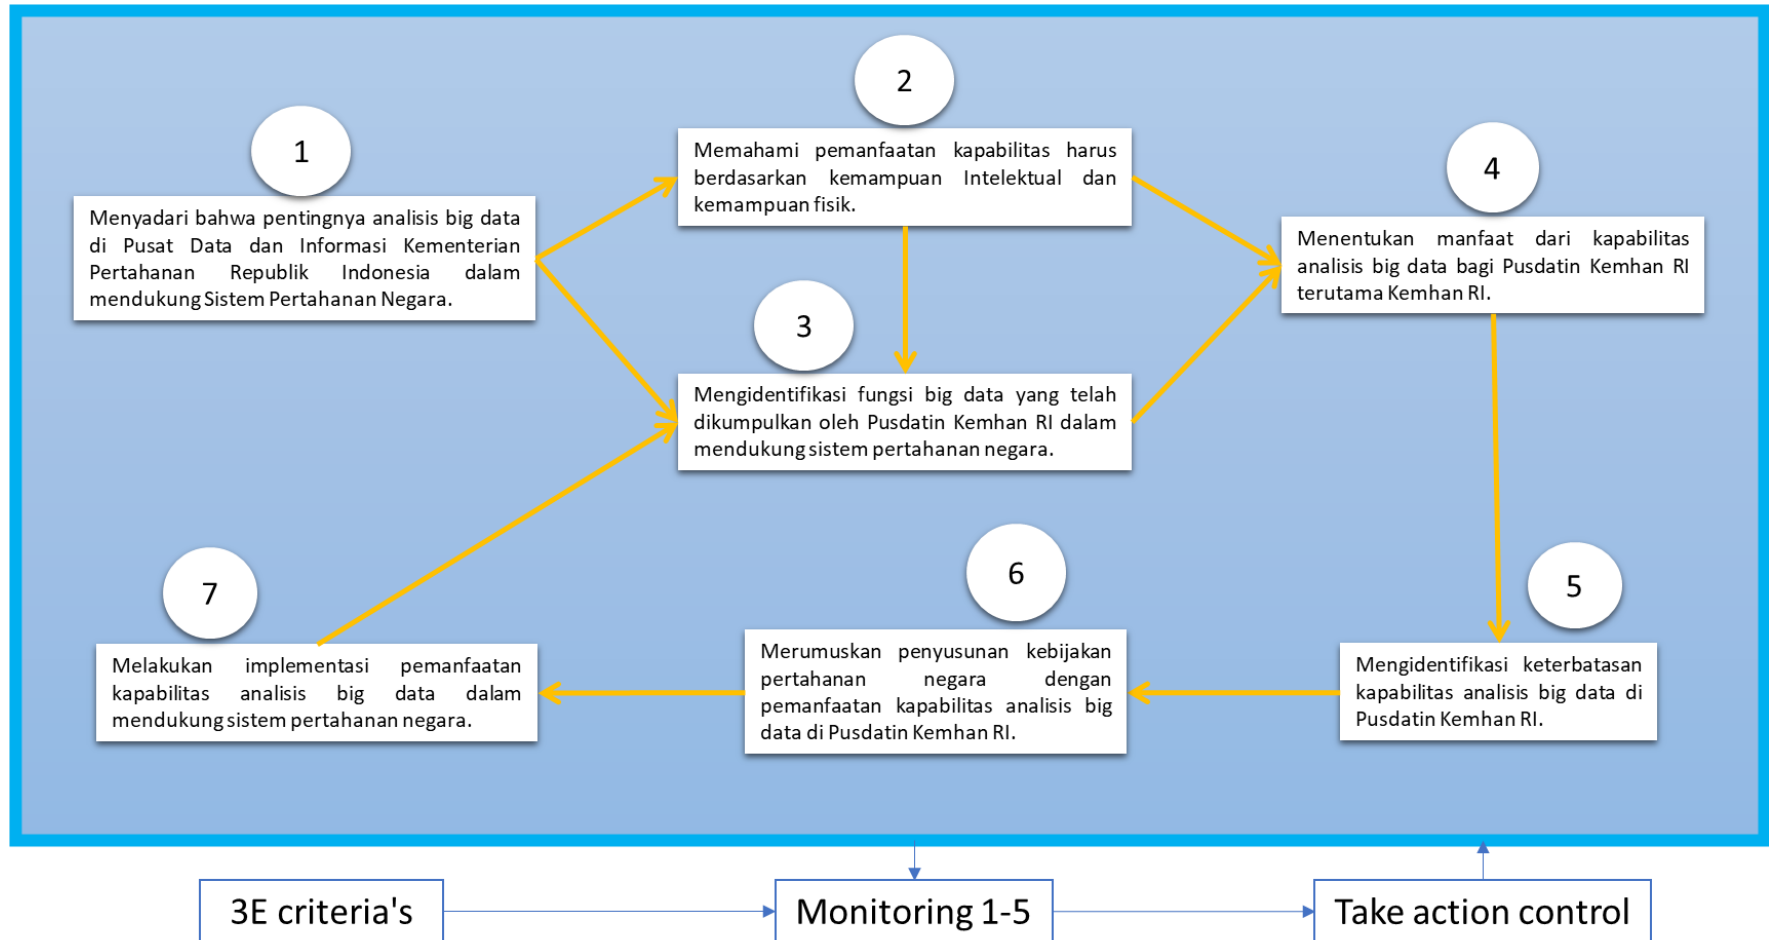 1
Menyadari bahwa pentingnya analisis big data
di Pusat Data dan Informasi Kementerian
Pertahanan Republik Indonesia dalam
mendukung Sistem Pertahanan Negara.
2
Memahami pemanfaatan kapabilitas harus
berdasarkan kemampuan Intelektual dan
kemampuan fisik.
3
Mengidentifikasi fungsi big data yang telah
dikumpulkan oleh Pusdatin Kemhan RI dalam
mendukung sistem pertahanan negara.
4
Menentukan manfaat dari kapabilitas
analisis big data bagi Pusdatin Kemhan RI
terutama Kemhan RI.
5
Mengidentifikasi keterbatasan
kapabilitas analisis big data di
Pusdatin Kemhan RI.
6
Merumuskan penyusunan kebijakan
pertahanan negara dengan
pemanfaatan kapabilitas analisis big
data di Pusdatin Kemhan RI.
7
Melakukan implementasi pemanfaatan
kapabilitas analisis big data dalam
mendukung sistem pertahanan negara.
3E criteria's
Monitoring 1-5
Take action control